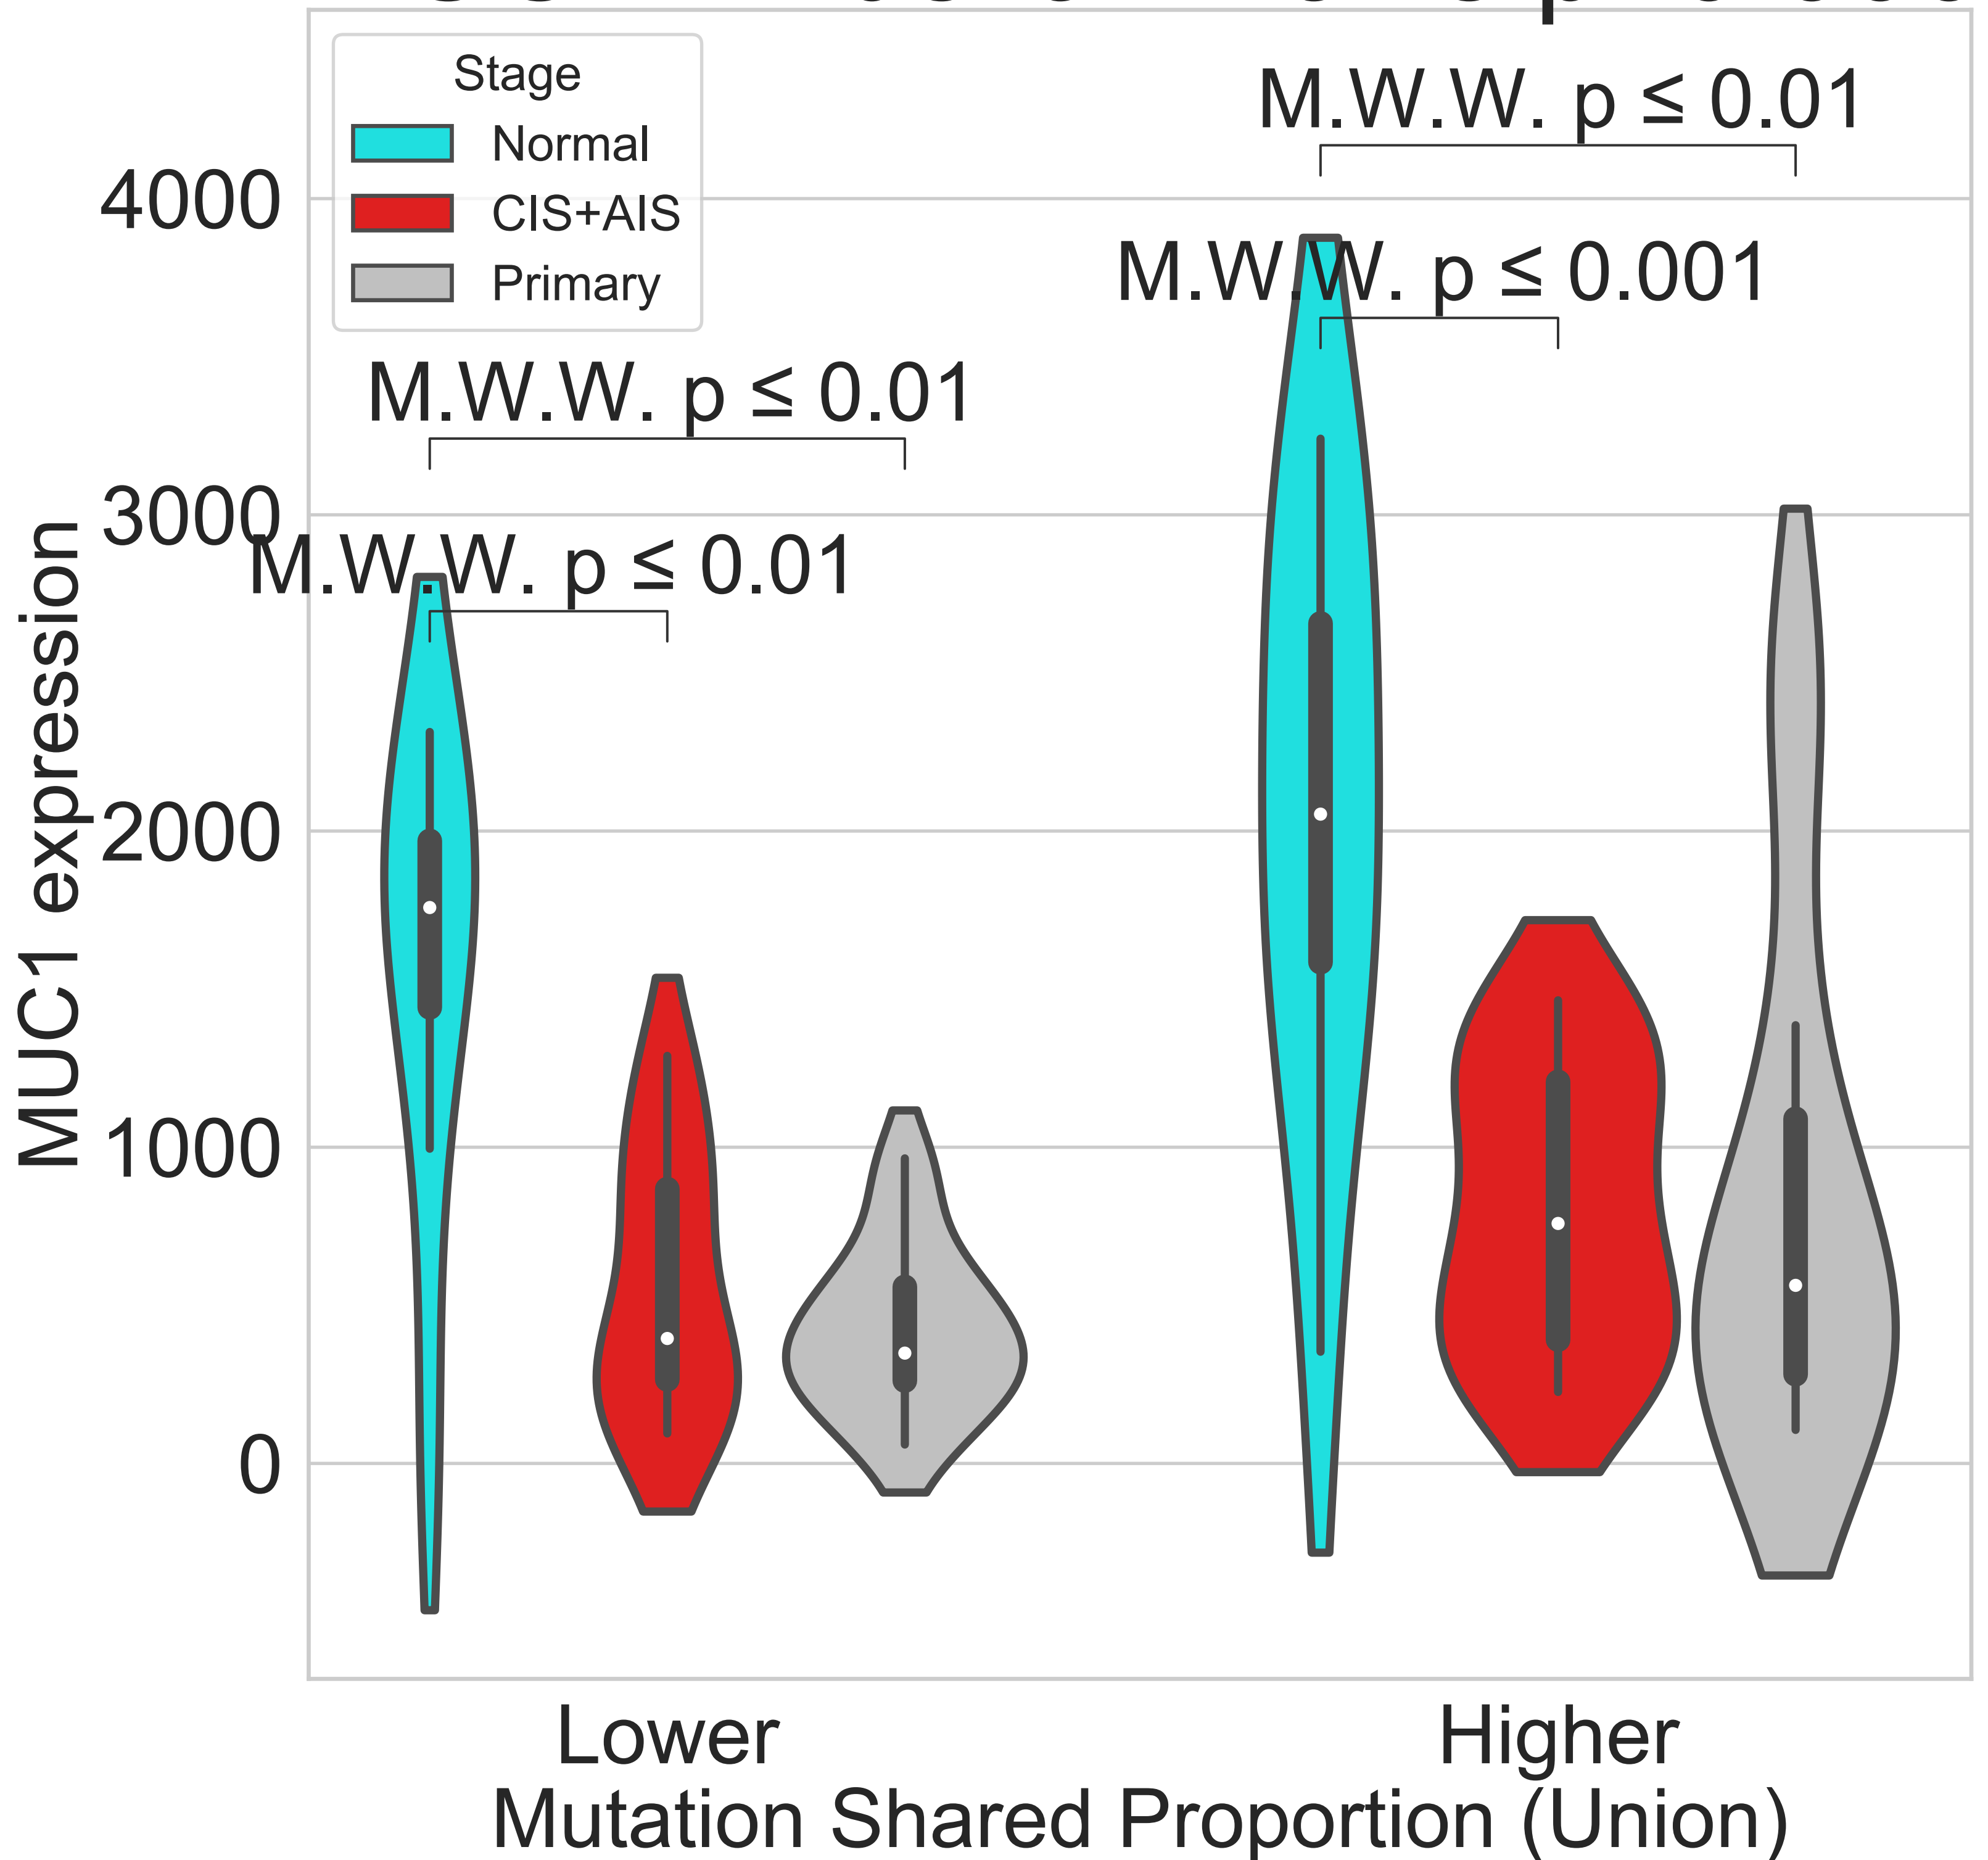 Stage
Normal
CIS+AIS
Primary
M.W.W. p ≤ 0.01
M.W.W. p ≤ 0.001
M.W.W. p ≤ 0.01
M.W.W. p ≤ 0.01
4000
3000
2000
1000
0
MUC1 expression
Lower
Higher
Mutation Shared Proportion (Union)